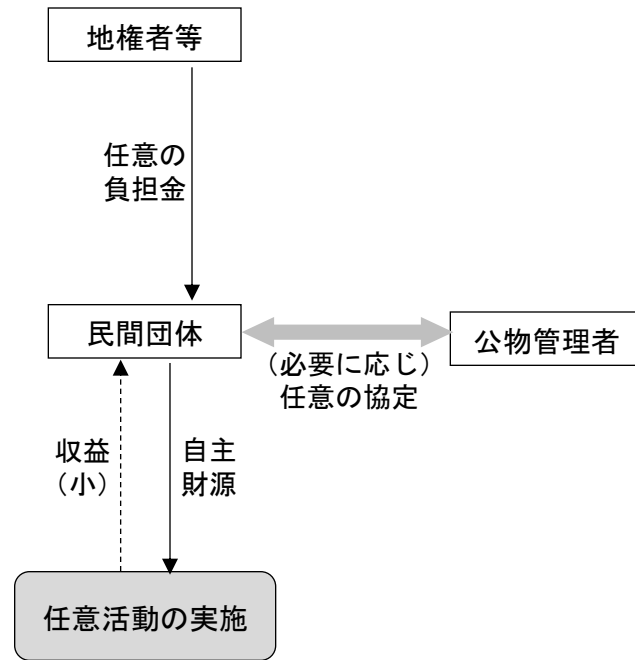 地権者等
任意の
負担金
民間団体
公物管理者
（必要に応じ）
任意の協定
収益
（小）
自主
財源
任意活動の実施